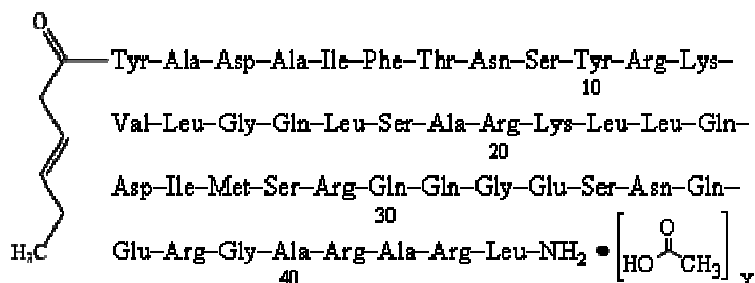 O
Tyr–Ala–Asp–Ala–Ile–Phe–Thr–Asn–Ser–Tyr–Arg–Lys–
10
Val–Leu–Gly–Gln–Leu–Ser–Ala–Arg–Lys–Leu–Leu–Gln–
20
Asp–Ile–Met–Ser–Arg–Gln–Gln–Gly–Glu–Ser–Asn–Gln–
30
H₃C
Glu–Arg–Gly–Ala–Arg–Ala–Arg–Leu–NH₂ • [HO O CH₃]ₓ
40